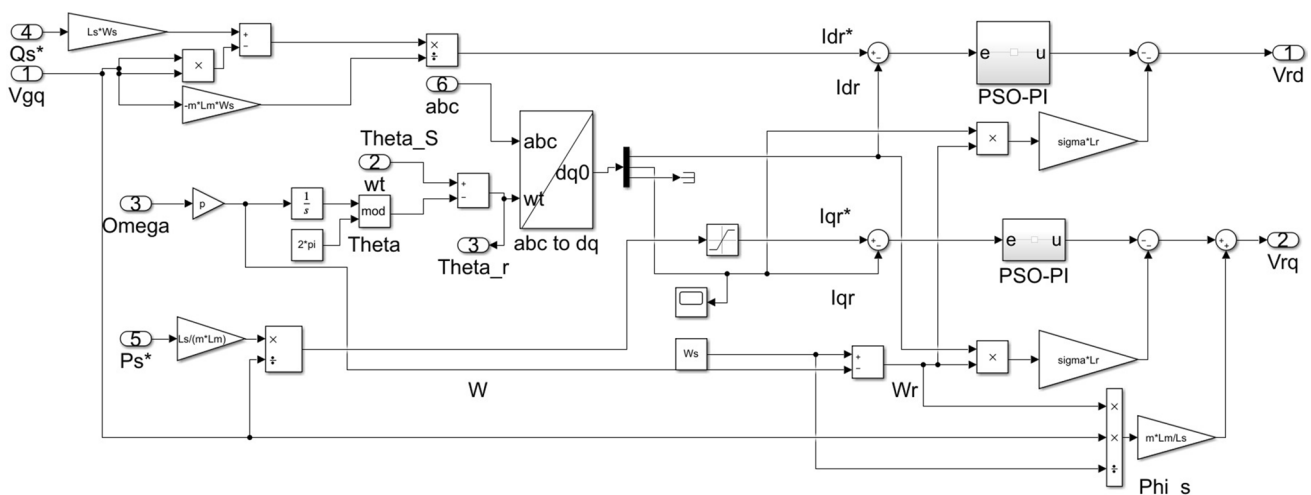 4
Ls*Ws
Qs*
1
Vgq
×
+
−
-m*Lm*Ws
×
÷
6
abc
Idr*
+
−
Idr
e
u
PSO-PI
−
−
1
Vrd
×
sigma*Lr
Theta_S
2
wt
3
Omega
p
1
s
2*pi
mod
Theta
+
−
3
Theta_r
abc
wt
dq0
abc to dq
Iqr*
+
−
Iqr
e
u
PSO-PI
−
−
+
+
2
Vrq
5
Ps*
Ls/(m*Lm)
×
÷
W
Ws
+
−
Wr
×
sigma*Lr
×
×
÷
m*Lm/Ls
Phi_s